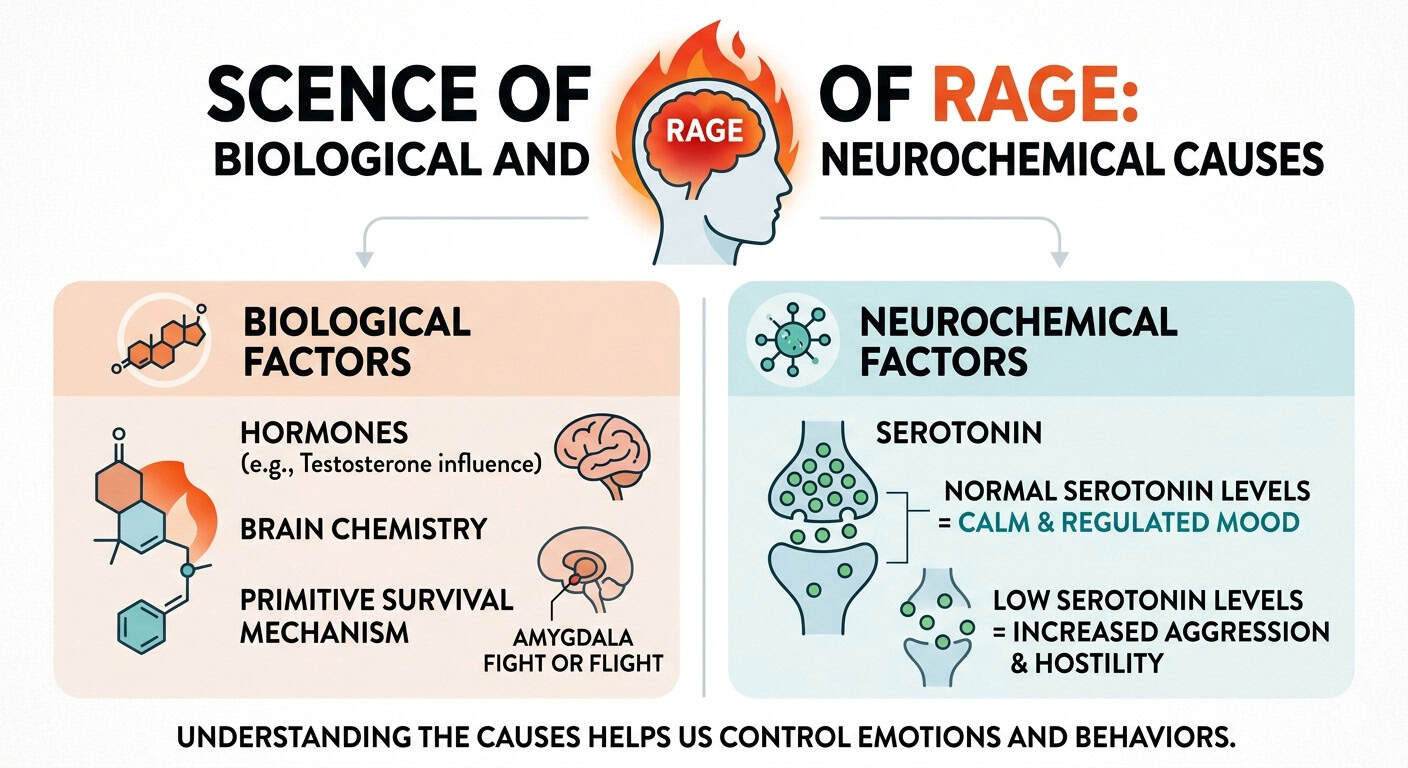 SCENCE OF
OF RAGE:
BIOLOGICAL AND
NEUROCHEMICAL CAUSES
RAGE
BIOLOGICAL
FACTORS
HORMONES
(e.g., Testosterone influence)
BRAIN CHEMISTRY
PRIMITIVE SURVIVAL
MECHANISM
AMYGDALA
FIGHT OR FLIGHT
O
O
O
NEUROCHEMICAL
FACTORS
SEROTONIN
NORMAL SEROTONIN LEVELS
= CALM & REGULATED MOOD
LOW SEROTONIN LEVELS
= INCREASED AGGRESSION
& HOSTILITY
UNDERSTANDING THE CAUSES HELPS US CONTROL EMOTIONS AND BEHAVIORS.